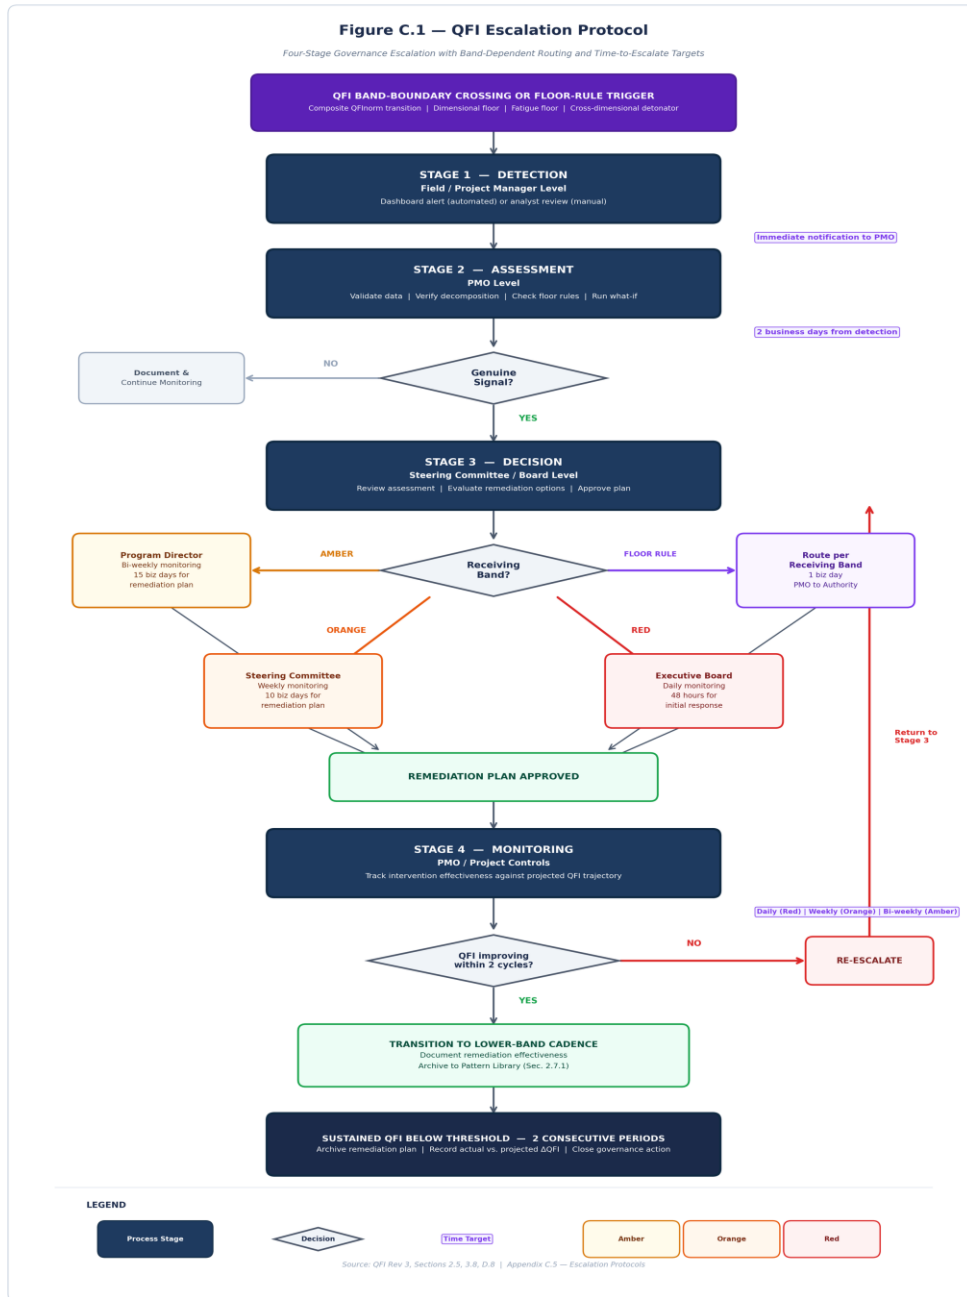 Figure C.1 — QFI Escalation Protocol
Four-Stage Governance Escalation with Band-Dependent Routing and Time-to-Escalate Targets
QFI BAND-BOUNDARY CROSSING OR FLOOR-RULE TRIGGER
Composite QFInorm transition | Dimensional floor | Fatigue floor | Cross-dimensional detonator
STAGE 1 — DETECTION
Field / Project Manager Level
Dashboard alert (automated) or analyst review (manual)
Immediate notification to PMO
STAGE 2 — ASSESSMENT
PMO Level
Validate data | Verify decomposition | Check floor rules | Run what-if
2 business days from detection
Genuine
Signal?
NO
Document &
Continue Monitoring
YES
STAGE 3 — DECISION
Steering Committee / Board Level
Review assessment | Evaluate remediation options | Approve plan
Receiving
Band?
AMBER
FLOOR RULE
Program Director
Bi-weekly monitoring
15 biz days for
remediation plan
Route per
Receiving Band
1 biz day
PMO to Authority
ORANGE
RED
Steering Committee
Weekly monitoring
10 biz days for
remediation plan
Executive Board
Daily monitoring
48 hours for
initial response
Return to
Stage 3
REMEDIATION PLAN APPROVED
STAGE 4 — MONITORING
PMO / Project Controls
Track intervention effectiveness against projected QFI trajectory
Daily (Red) | Weekly (Orange) | Bi-weekly (Amber)
QFI improving
within 2 cycles?
NO
RE-ESCALATE
YES
TRANSITION TO LOWER-BAND CADENCE
Document remediation effectiveness
Archive to Pattern Library (Sec. 2.7.1)
SUSTAINED QFI BELOW THRESHOLD — 2 CONSECUTIVE PERIODS
Archive remediation plan | Record actual vs. projected ΔQFI | Close governance action
LEGEND
Process Stage
Decision
Time Target
Amber
Orange
Red
Source: QFI Rev 3, Sections 2.5, 3.8, D.8 | Appendix C.5 — Escalation Protocols